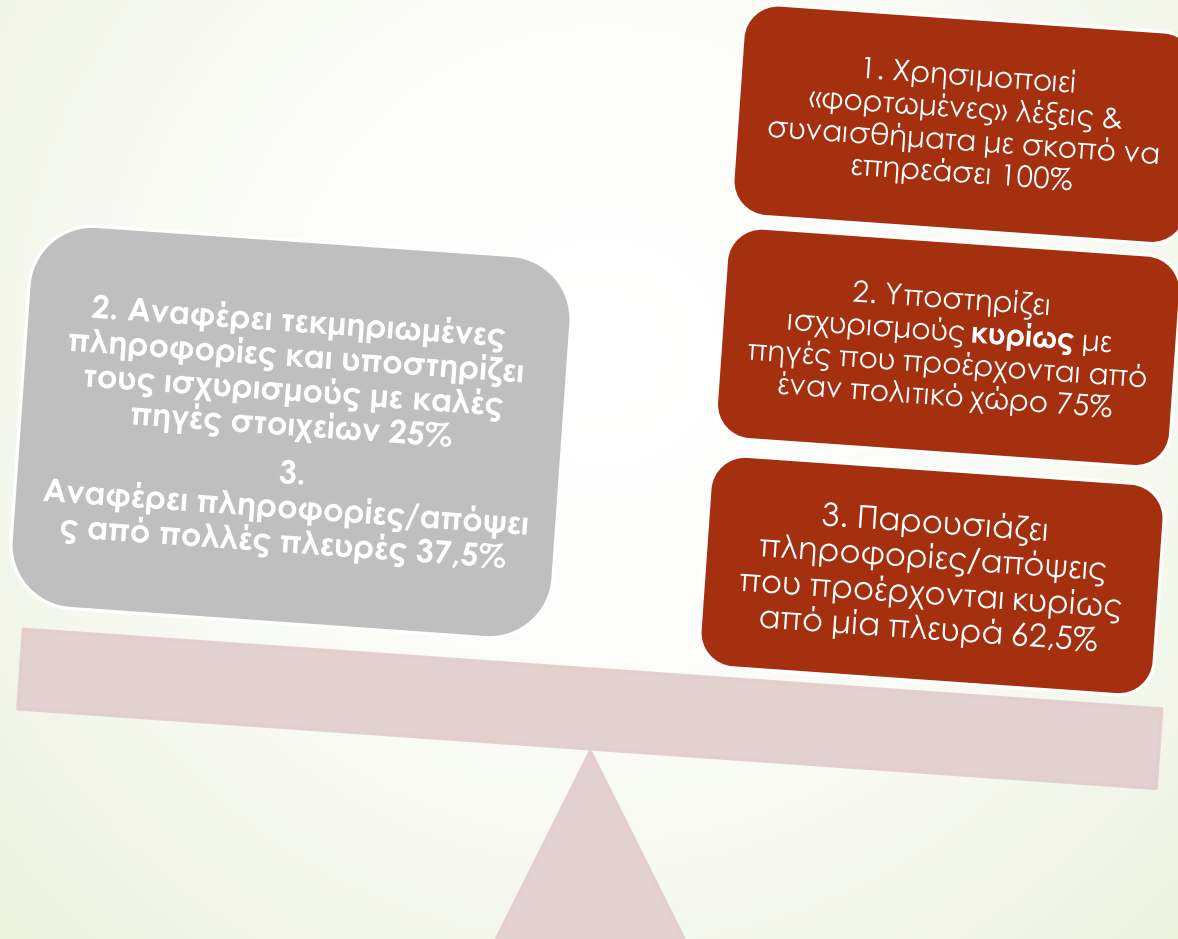 2. Αναφέρει τεκμηριωμένες
πληροφορίες και υποστηρίζει
τους ισχυρισμούς με καλές
πηγές στοιχείων 25%
3.
Αναφέρει πληροφορίες/απόψει
ς από πολλές πλευρές 37,5%
1. Χρησιμοποιεί
«φορτωμένες» λέξεις &
συναισθήματα με σκοπό να
επηρεάσει 100%
2. Υποστηρίζει
ισχυρισμούς κυρίως με
πηγές που προέρχονται από
έναν πολιτικό χώρο 75%
3. Παρουσιάζει
πληροφορίες/απόψεις
που προέρχονται κυρίως
από μία πλευρά 62,5%